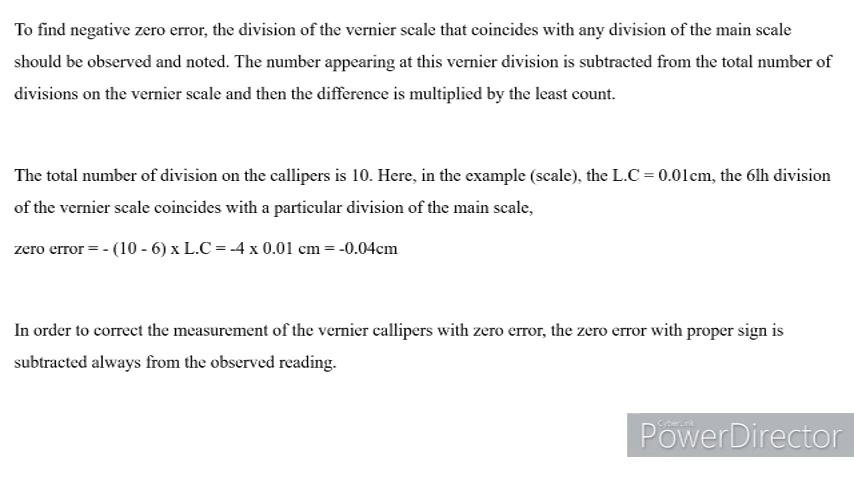 To find negative zero error, the division of the vernier scale that coincides with any division of the main scale
should be observed and noted. The number appearing at this vernier division is subtracted from the total number of
divisions on the vernier scale and then the difference is multiplied by the least count.
The total number of division on the callipers is 10. Here, in the example (scale), the L.C = 0.01cm, the 6lh division
of the vernier scale coincides with a particular division of the main scale,
zero error = - (10 - 6) x L.C = -4 x 0.01 cm = -0.04cm
In order to correct the measurement of the vernier callipers with zero error, the zero error with proper sign is
subtracted always from the observed reading.
CyberLink
PowerDirector